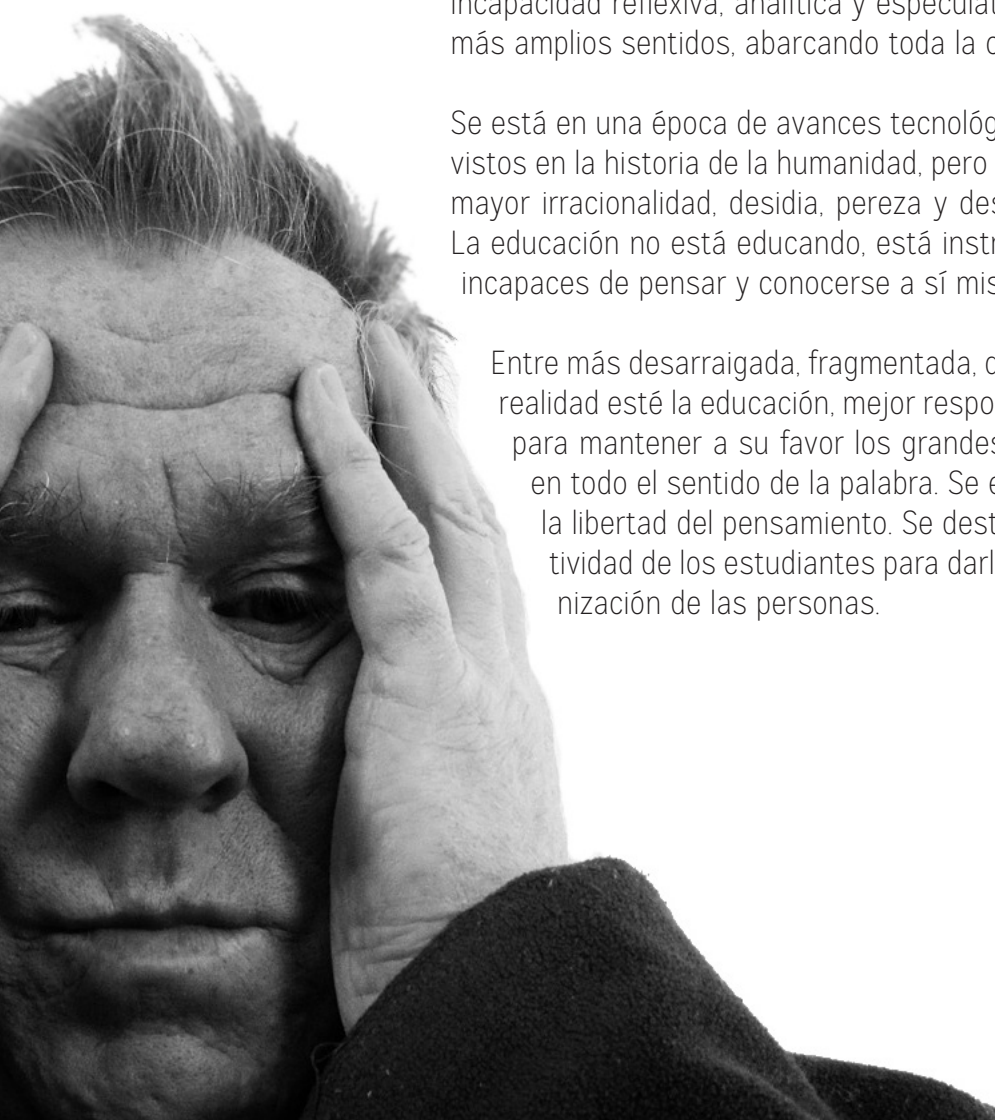 incapacidad reflexiva, analítica y especulat
más amplios sentidos, abarcando toda la
Se está en una época de avances tecnológ
vistos en la historia de la humanidad, pero
mayor irracionalidad, desidia, pereza y des
La educación no está educando, está instr
incapaces de pensar y conocerse a sí mis
Entre más desarraigada, fragmentada,
realidad esté la educación, mejor respo
para mantener a su favor los grandes
en todo el sentido de la palabra. Se e
la libertad del pensamiento. Se dest
tividad de los estudiantes para darl
nización de las personas.